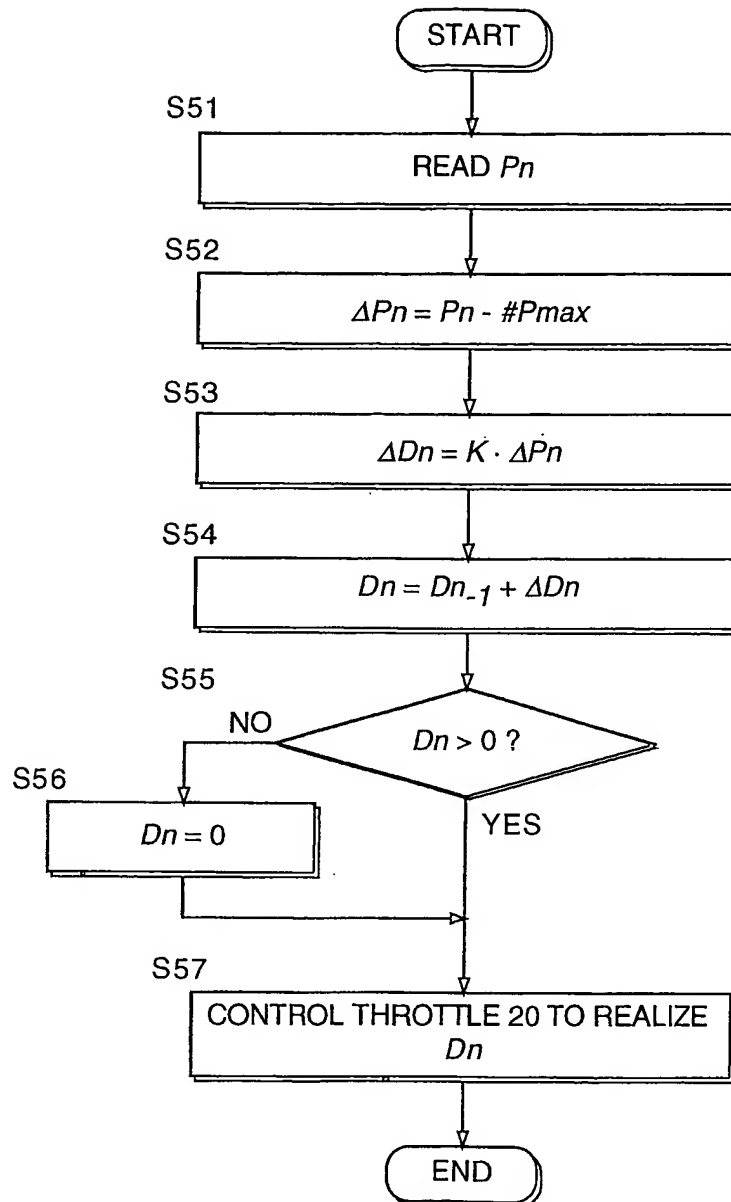 START
S51
READ Pn
S52
ΔPn = Pn - #Pmax
S53
ΔDn = K · ΔPn
S54
Dn = Dn-1 + ΔDn
S55
NO
Dn > 0 ?
S56
Dn = 0
YES
S57
CONTROL THROTTLE 20 TO REALIZE
Dn
END